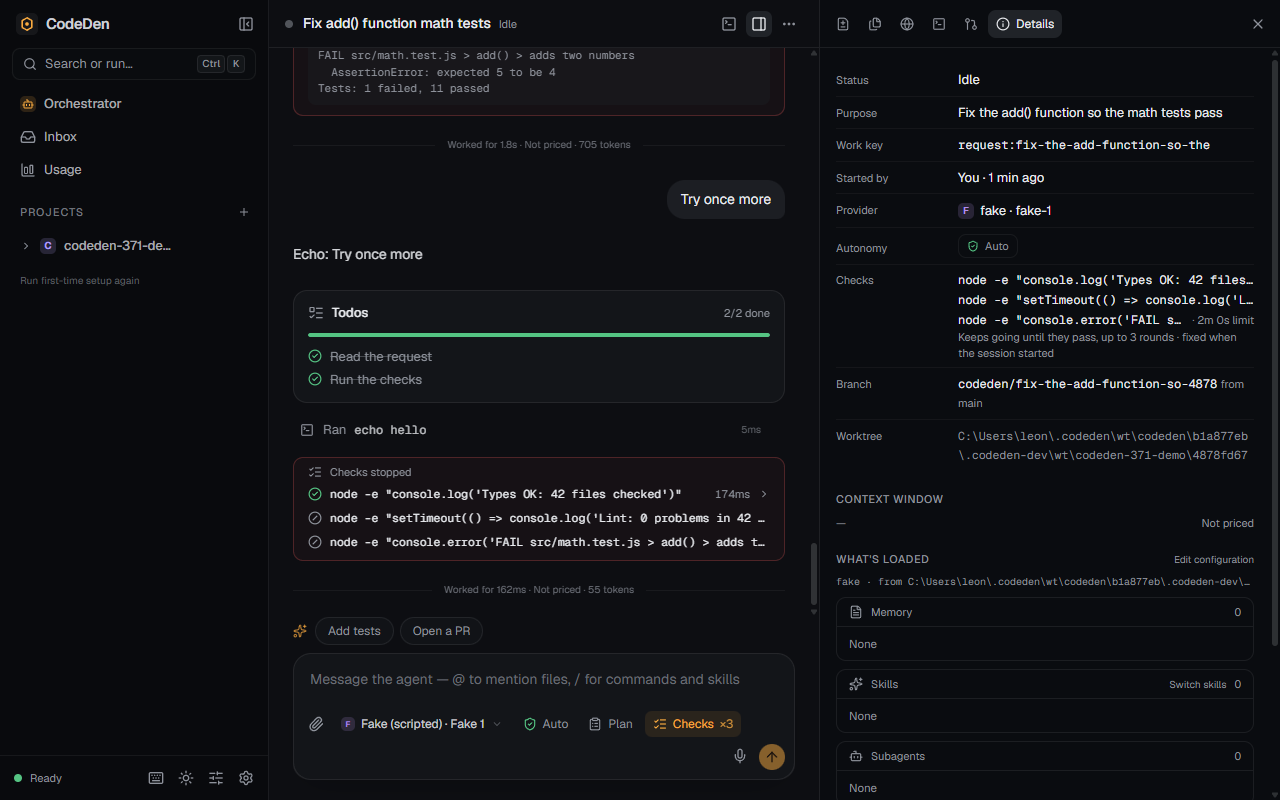 CodeDen
Search or run… Ctrl K
Orchestrator
Inbox
Usage
PROJECTS
C codeden-371-de…
Run first-time setup again
Ready
Fix add() function math tests Idle
FAIL src/math.test.js > add() > adds two numbers
AssertionError: expected 5 to be 4
Tests: 1 failed, 11 passed
Worked for 1.8s · Not priced · 705 tokens
Try once more
Echo: Try once more
Todos 2/2 done
Read the request
Run the checks
Ran echo hello 5ms
Checks stopped
node -e "console.log('Types OK: 42 files checked')" 174ms
node -e "setTimeout(() => console.log('Lint: 0 problems in 42 …
node -e "console.error('FAIL src/math.test.js > add() > adds t…
Worked for 162ms · Not priced · 55 tokens
Add tests Open a PR
Message the agent — @ to mention files, / for commands and skills
F Fake (scripted) · Fake 1 Auto Plan Checks ×3
Details
Status Idle
Purpose Fix the add() function so the math tests pass
Work key request:fix-the-add-function-so-the
Started by You · 1 min ago
Provider F fake · fake-1
Autonomy Auto
Checks node -e "console.log('Types OK: 42 files…
node -e "setTimeout(() => console.log('L…
node -e "console.error('FAIL s… · 2m 0s limit
Keeps going until they pass, up to 3 rounds · fixed when
the session started
Branch codeden/fix-the-add-function-so-4878 from
main
Worktree C:\Users\leon\.codeden\wt\codeden\b1a877eb
\.codeden-dev\wt\codeden-371-demo\4878fd67
CONTEXT WINDOW
— Not priced
WHAT'S LOADED Edit configuration
fake · from C:\Users\leon\.codeden\wt\codeden\b1a877eb\.codeden-dev\…
Memory 0
None
Skills Switch skills 0
None
Subagents 0
None